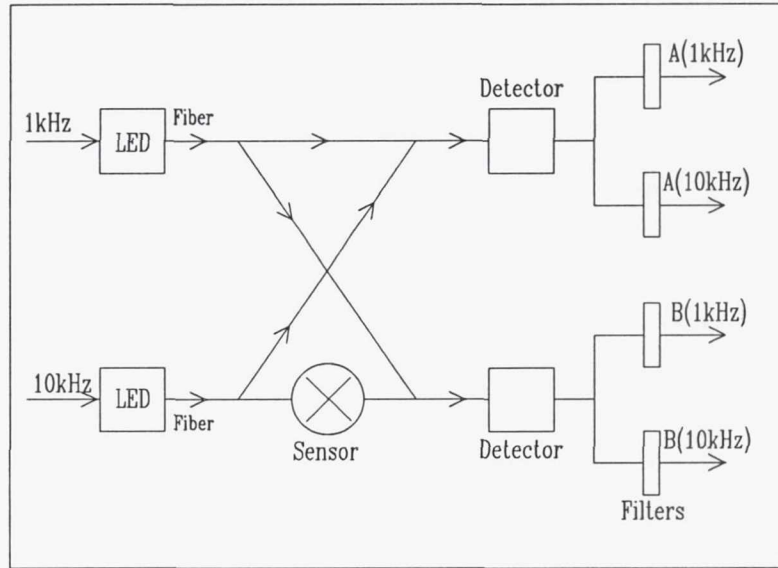 A(1kHz)
Detector
Fiber
1kHz
LED
A(10kHz)
B(1kHz)
10kHz
LED
Fiber
Sensor
Detector
B(10kHz)
Filters